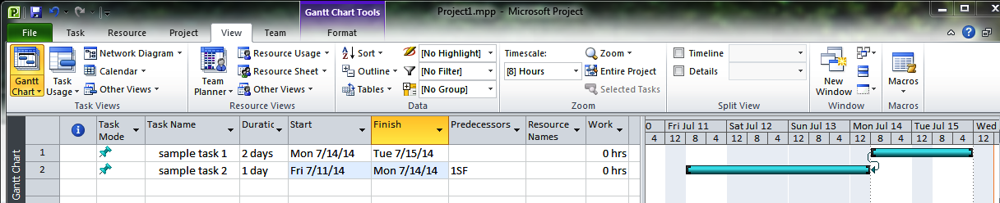 Gantt Chart Tools
Project1.mpp - Microsoft Project
File Task Resource Project View Team Format
Gantt Chart
Task Usage
Network Diagram
Calendar
Other Views
Task Views
Team Planner
Resource Usage
Resource Sheet
Other Views
Resource Views
Sort
Outline
Tables
[No Highlight]
[No Filter]
[No Group]
Data
Timescale:
[8] Hours
Zoom
Entire Project
Selected Tasks
Zoom
Timeline
Details
Split View
New Window
Window
Macros
Macros
Task Mode Task Name Duratic Start Finish Predecessors Resource Names Work
0 Fri Jul 11 Sat Jul 12 Sun Jul 13 Mon Jul 14 Tue Jul 15 Wed
4 12 8 4 12 8 4 12 8 4 12 8 4 12 8 4 12
1 sample task 1 2 days Mon 7/14/14 Tue 7/15/14 0 hrs
2 sample task 2 1 day Fri 7/11/14 Mon 7/14/14 1SF 0 hrs
Gantt Chart